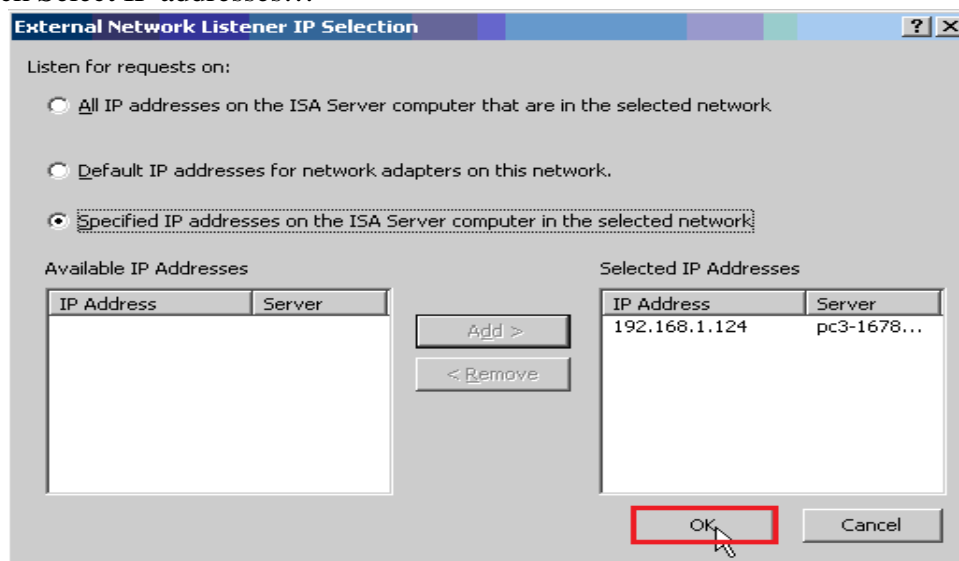 External Network Listener IP Selection
Listen for requests on:
All IP addresses on the ISA Server computer that are in the selected network
Default IP addresses for network adapters on this network.
Specified IP addresses on the ISA Server computer in the selected network
Available IP Addresses
Selected IP Addresses
IP Address Server
IP Address Server
192.168.1.124 pc3-1678...
Add >
< Remove
OK Cancel